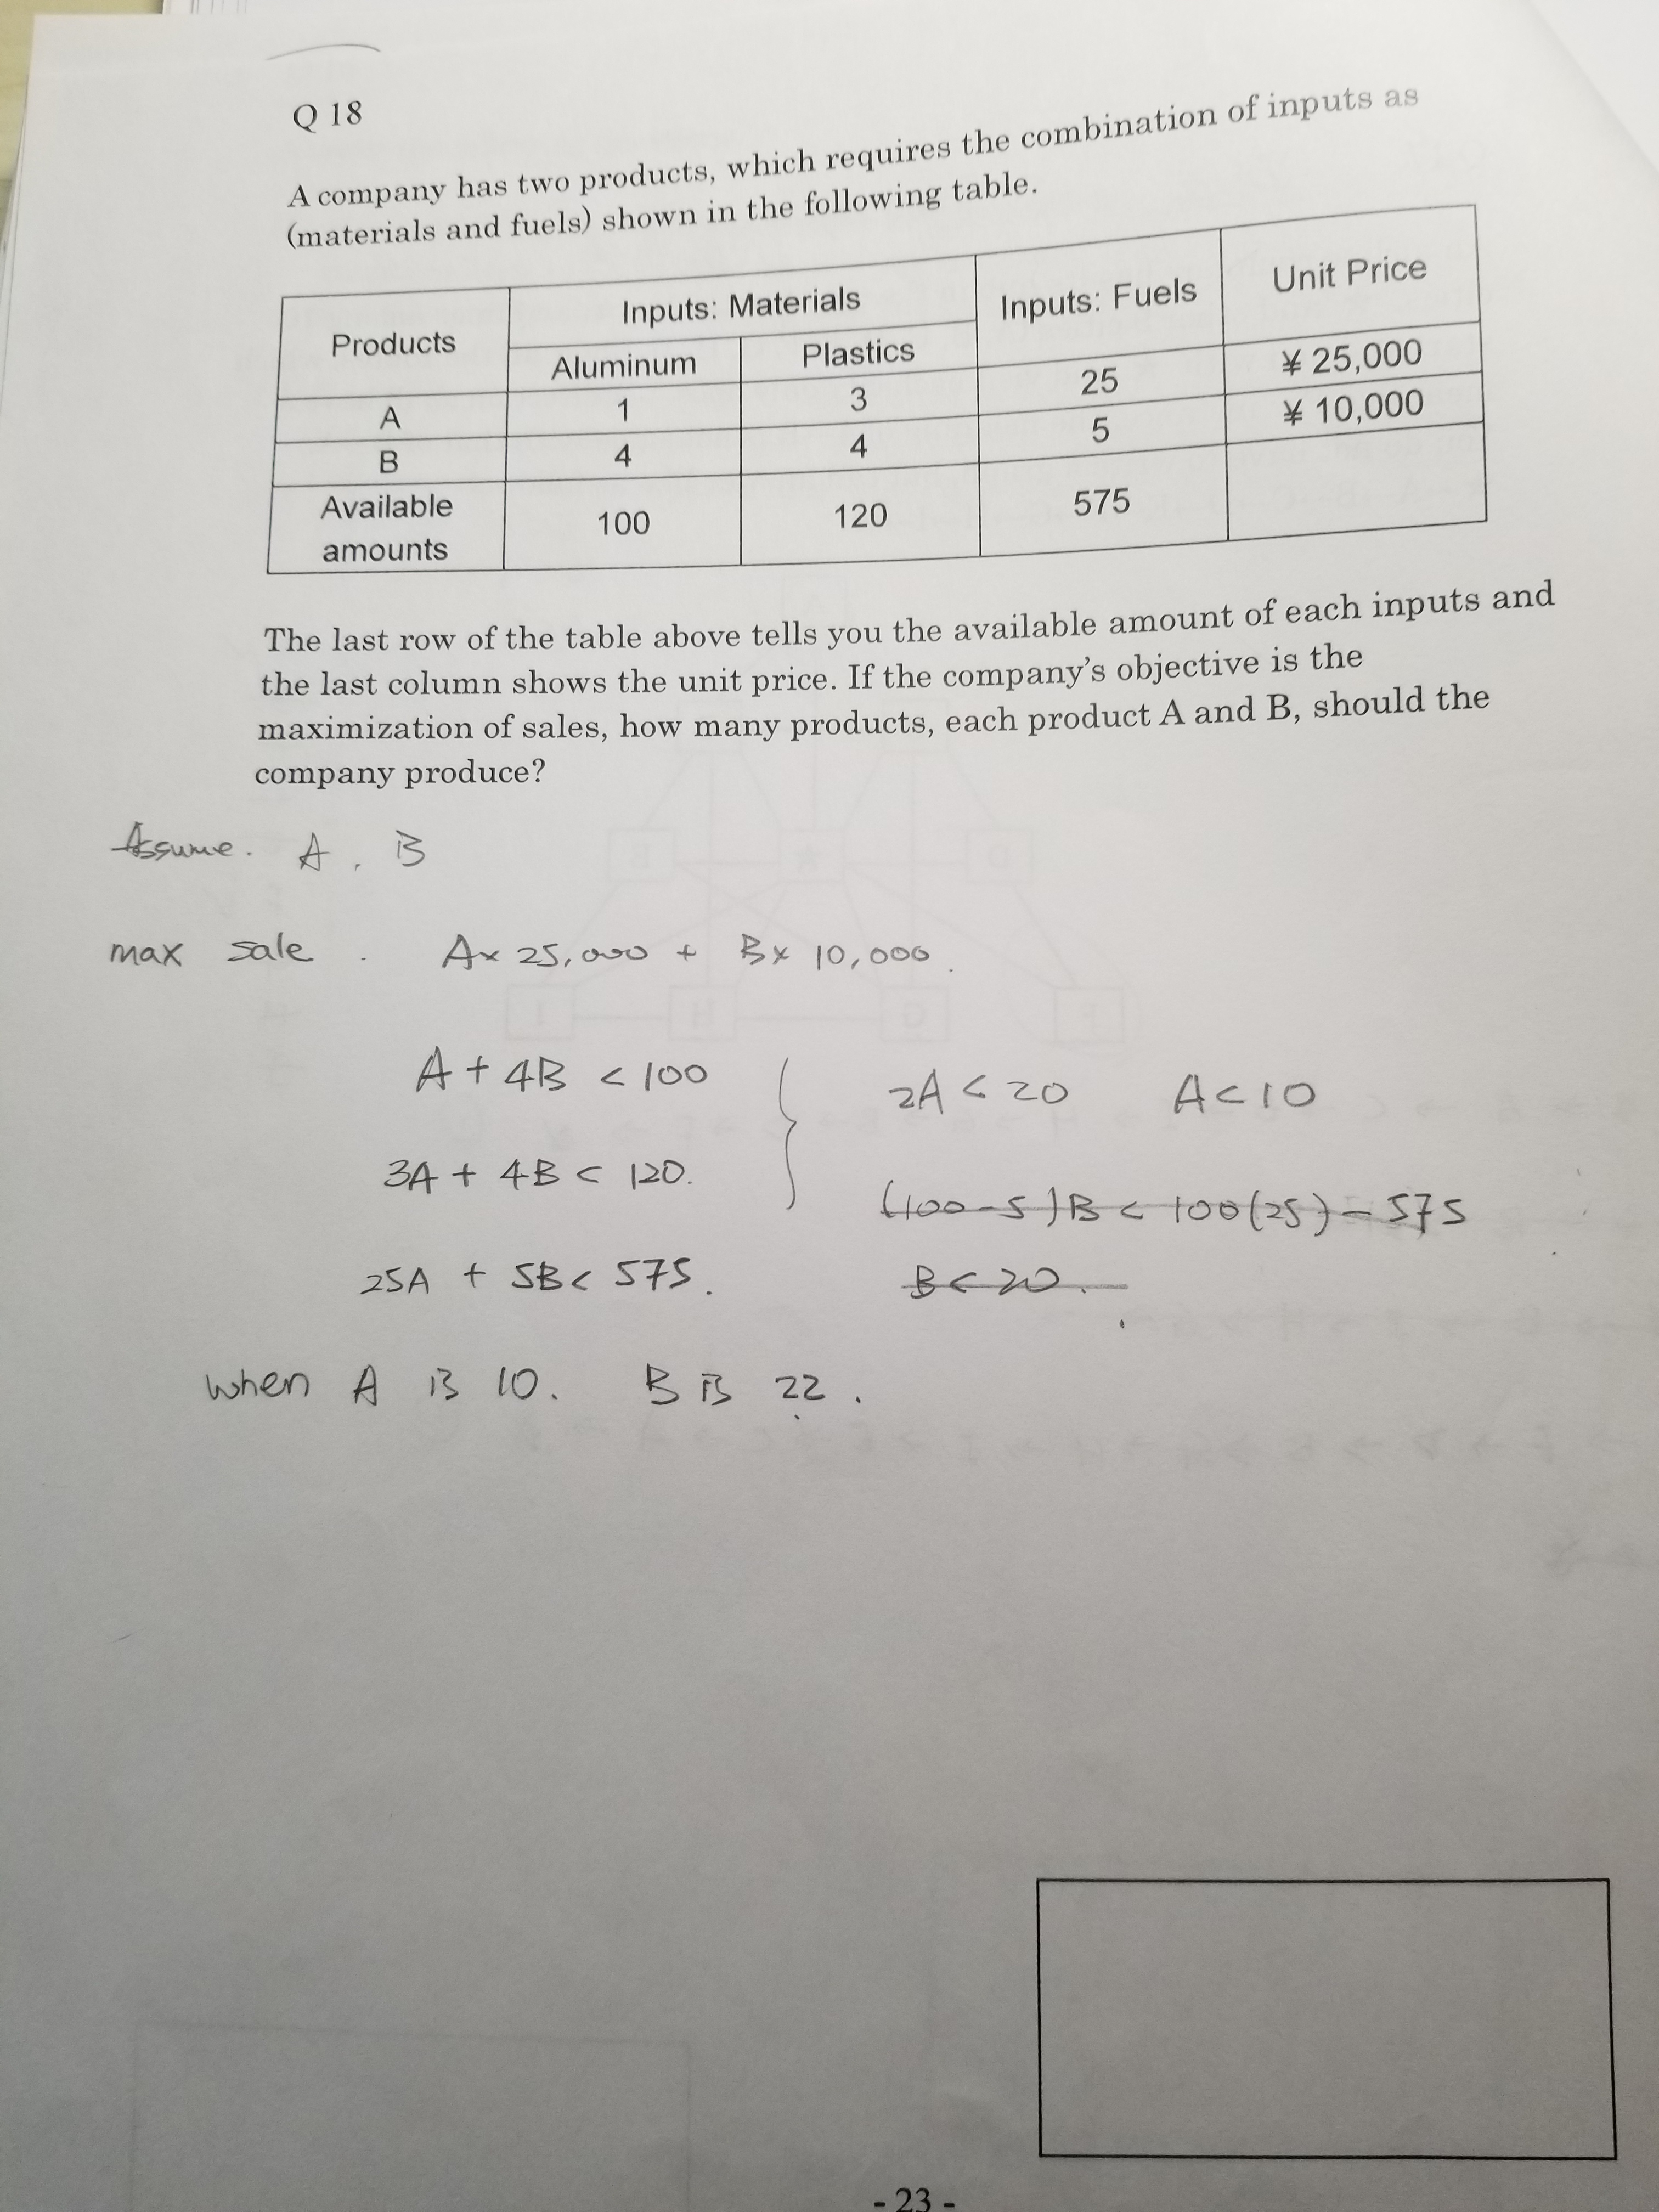 Q 18
A company has two products, which requires the combination of inputs as
(materials and fuels) shown in the following table.
Products
Inputs: Materials
Inputs: Fuels
Unit Price
Aluminum
Plastics
A
1
3
25
¥ 25,000
B
4
4
5
¥ 10,000
Available
amounts
100
120
575
The last row of the table above tells you the available amount of each inputs and
the last column shows the unit price. If the company's objective is the
maximization of sales, how many products, each product A and B, should the
company produce?
Assume. A, B
max sale. A× 25,000 + B× 10,000.
A + 4B < 100
2A < 20 A < 10
3A + 4B < 120.
(100-5)B < 100(25) - 575
25A + 5B < 575.
B < 20.
when A is 10. B is 22.
- 23 -